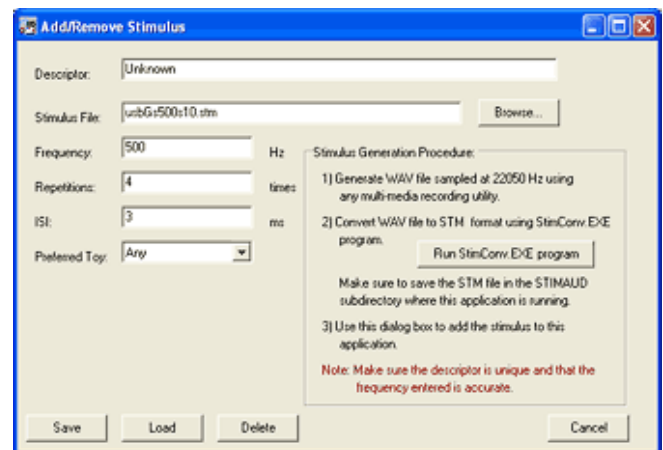 Add/Remove Stimulus
Descriptor: Unknown
Stimulus File: usbGs500s10.stm Browse...
Frequency: 500 Hz
Repetitions: 4 times
ISI: 3 ms
Preferred Toy: Any
Stimulus Generation Procedure:
1) Generate WAV file sampled at 22050 Hz using
any multi-media recording utility.
2) Convert WAV file to STM format using StimConv.EXE
program.
Run StimConv.EXE program
Make sure to save the STM file in the STIMAUD
subdirectory where this application is running.
3) Use this dialog box to add the stimulus to this
application.
Note: Make sure the descriptor is unique and that the
frequency entered is accurate.
Save Load Delete Cancel